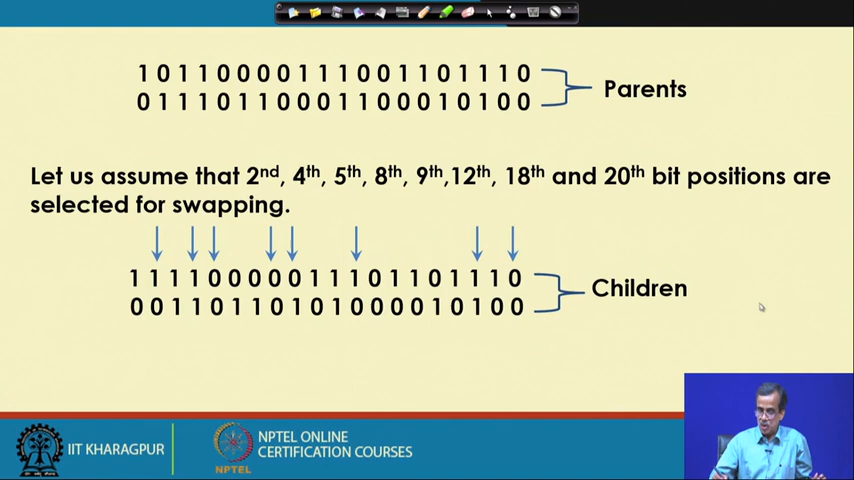 1 0 1 1 0 0 0 0 1 1 1 0 0 1 1 0 1 1 1 0
0 1 1 1 0 1 1 0 0 0 1 1 0 0 0 1 0 1 0 0
Parents
Let us assume that 2nd, 4th, 5th, 8th, 9th,12th, 18th and 20th bit positions are
selected for swapping.
1 1 1 1 0 0 0 0 0 1 1 1 0 1 1 0 1 1 1 0
0 0 1 1 0 1 1 0 1 0 1 0 0 0 0 1 0 1 0 0
Children
IIT KHARAGPUR
NPTEL
NPTEL ONLINE
CERTIFICATION COURSES